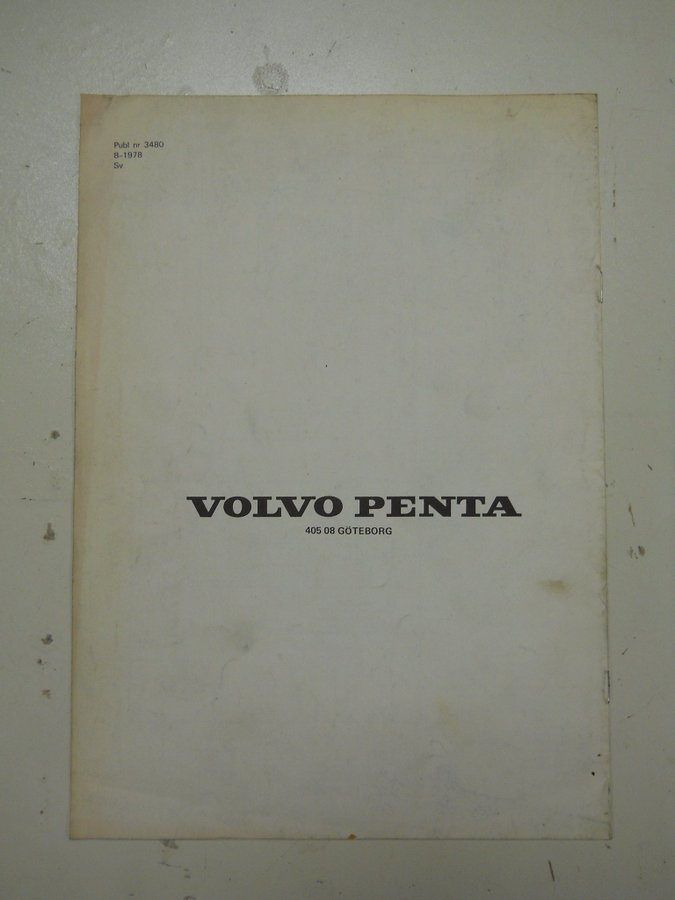 Publ nr 3480
8-1978
Sv
VOLVO PENTA
405 08 GÖTEBORG